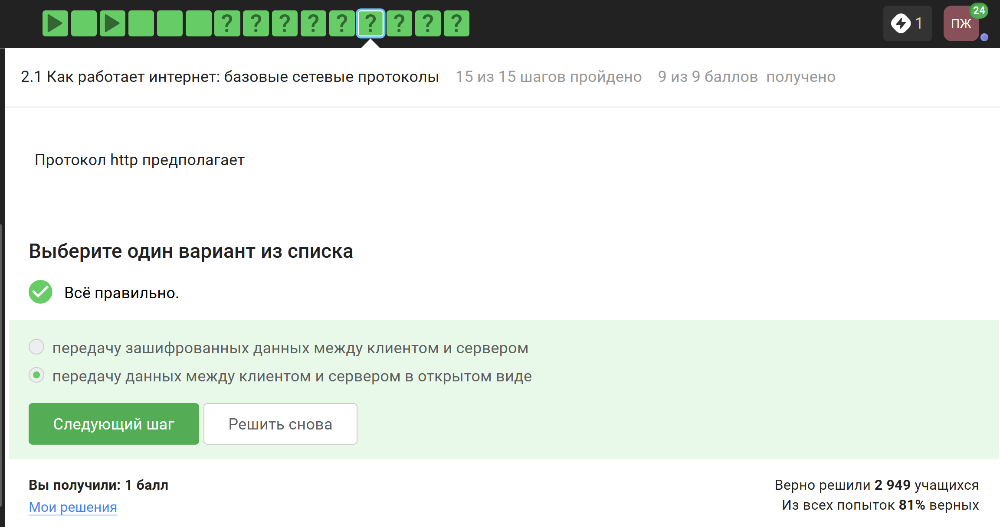 ? ? ? ? ? ? ? ? ?
1
ПЖ
24
2.1 Как работает интернет: базовые сетевые протоколы 15 из 15 шагов пройдено 9 из 9 баллов получено
Протокол http предполагает
Выберите один вариант из списка
Всё правильно.
передачу зашифрованных данных между клиентом и сервером
передачу данных между клиентом и сервером в открытом виде
Следующий шаг Решить снова
Вы получили: 1 балл
Мои решения
Верно решили 2 949 учащихся
Из всех попыток 81% верных